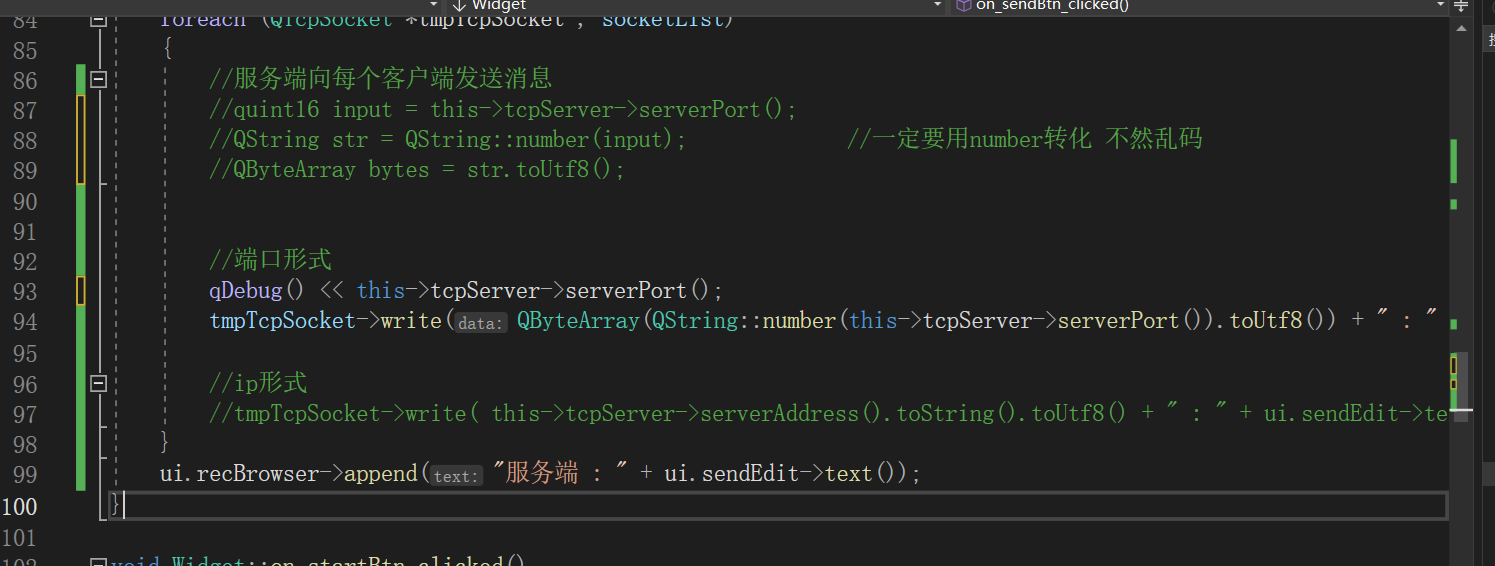 Widget on_sendBtn_clicked()
84 foreach (QTcpSocket *tmpTcpSocket , socketList)
85 {
86 //服务端向每个客户端发送消息
87 //quint16 input = this->tcpServer->serverPort();
88 //QString str = QString::number(input); //一定要用number转化 不然乱码
89 //QByteArray bytes = str.toUtf8();
90
91
92 //端口形式
93 qDebug() << this->tcpServer->serverPort();
94 tmpTcpSocket->write(data: QByteArray(QString::number(this->tcpServer->serverPort()).toUtf8()) + " : "
95
96 //ip形式
97 //tmpTcpSocket->write( this->tcpServer->serverAddress().toString().toUtf8() + " : " + ui.sendEdit->te
98 }
99 ui.recBrowser->append(text: "服务端 : " + ui.sendEdit->text());
100 }
101
102 void Widget::on_startBtn_clicked()